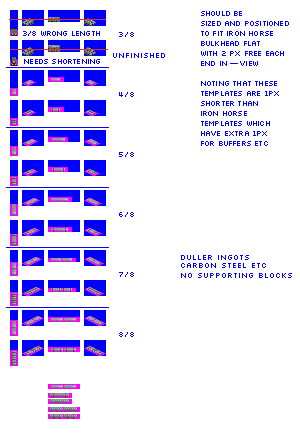 SHOULD BE
SIZED AND POSITIONED
TO FIT IRON HORSE
BULKHEAD FLAT
WITH 2 PX FREE EACH
END IN -- VIEW
NOTING THAT THESE
TEMPLATES ARE 1PX
SHORTER THAN
IRON HORSE
TEMPLATES WHICH
HAVE EXTRA 1PX
FOR BUFFERS ETC
3/8 WRONG LENGTH
3/8
UNFINISHED
NEEDS SHORTENING
4/8
5/8
6/8
DULLER INGOTS
CARBON STEEL ETC
NO SUPPORTING BLOCKS
7/8
8/8